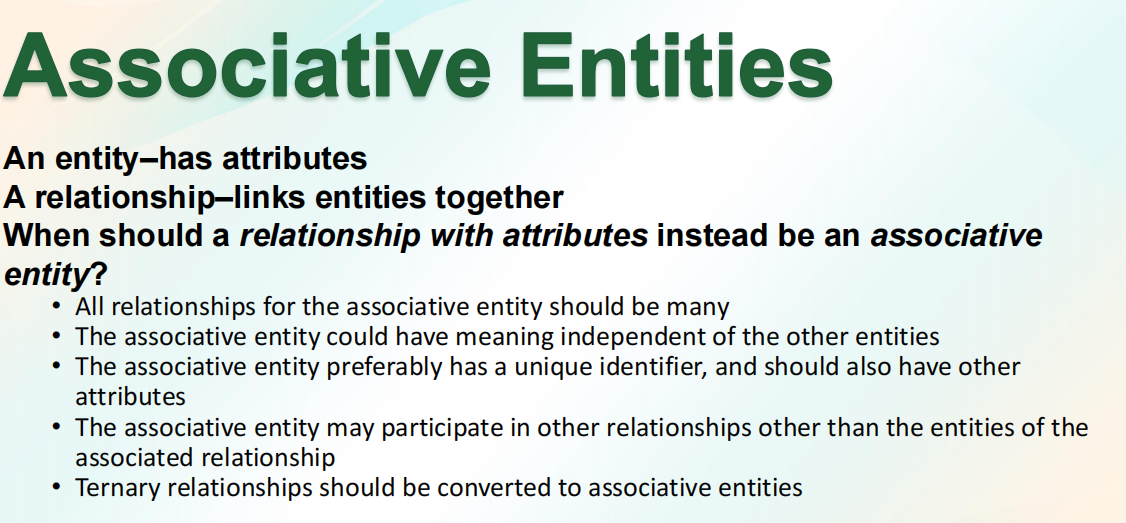 Associative Entities
An entity–has attributes
A relationship–links entities together
When should a relationship with attributes instead be an associative
entity?
• All relationships for the associative entity should be many
• The associative entity could have meaning independent of the other entities
• The associative entity preferably has a unique identifier, and should also have other
attributes
• The associative entity may participate in other relationships other than the entities of the
associated relationship
• Ternary relationships should be converted to associative entities